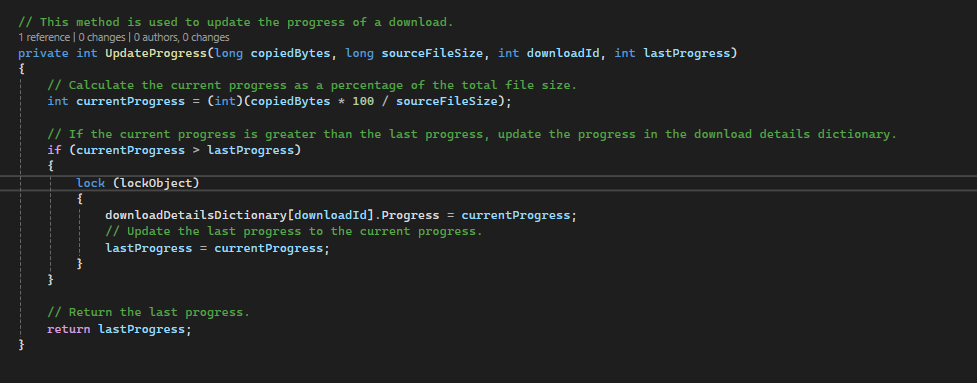 // This method is used to update the progress of a download.
1 reference | 0 changes | 0 authors, 0 changes
private int UpdateProgress(long copiedBytes, long sourceFileSize, int downloadId, int lastProgress)
{
// Calculate the current progress as a percentage of the total file size.
int currentProgress = (int)(copiedBytes * 100 / sourceFileSize);
// If the current progress is greater than the last progress, update the progress in the download details dictionary.
if (currentProgress > lastProgress)
{
lock (lockObject)
{
downloadDetailsDictionary[downloadId].Progress = currentProgress;
// Update the last progress to the current progress.
lastProgress = currentProgress;
}
}
// Return the last progress.
return lastProgress;
}